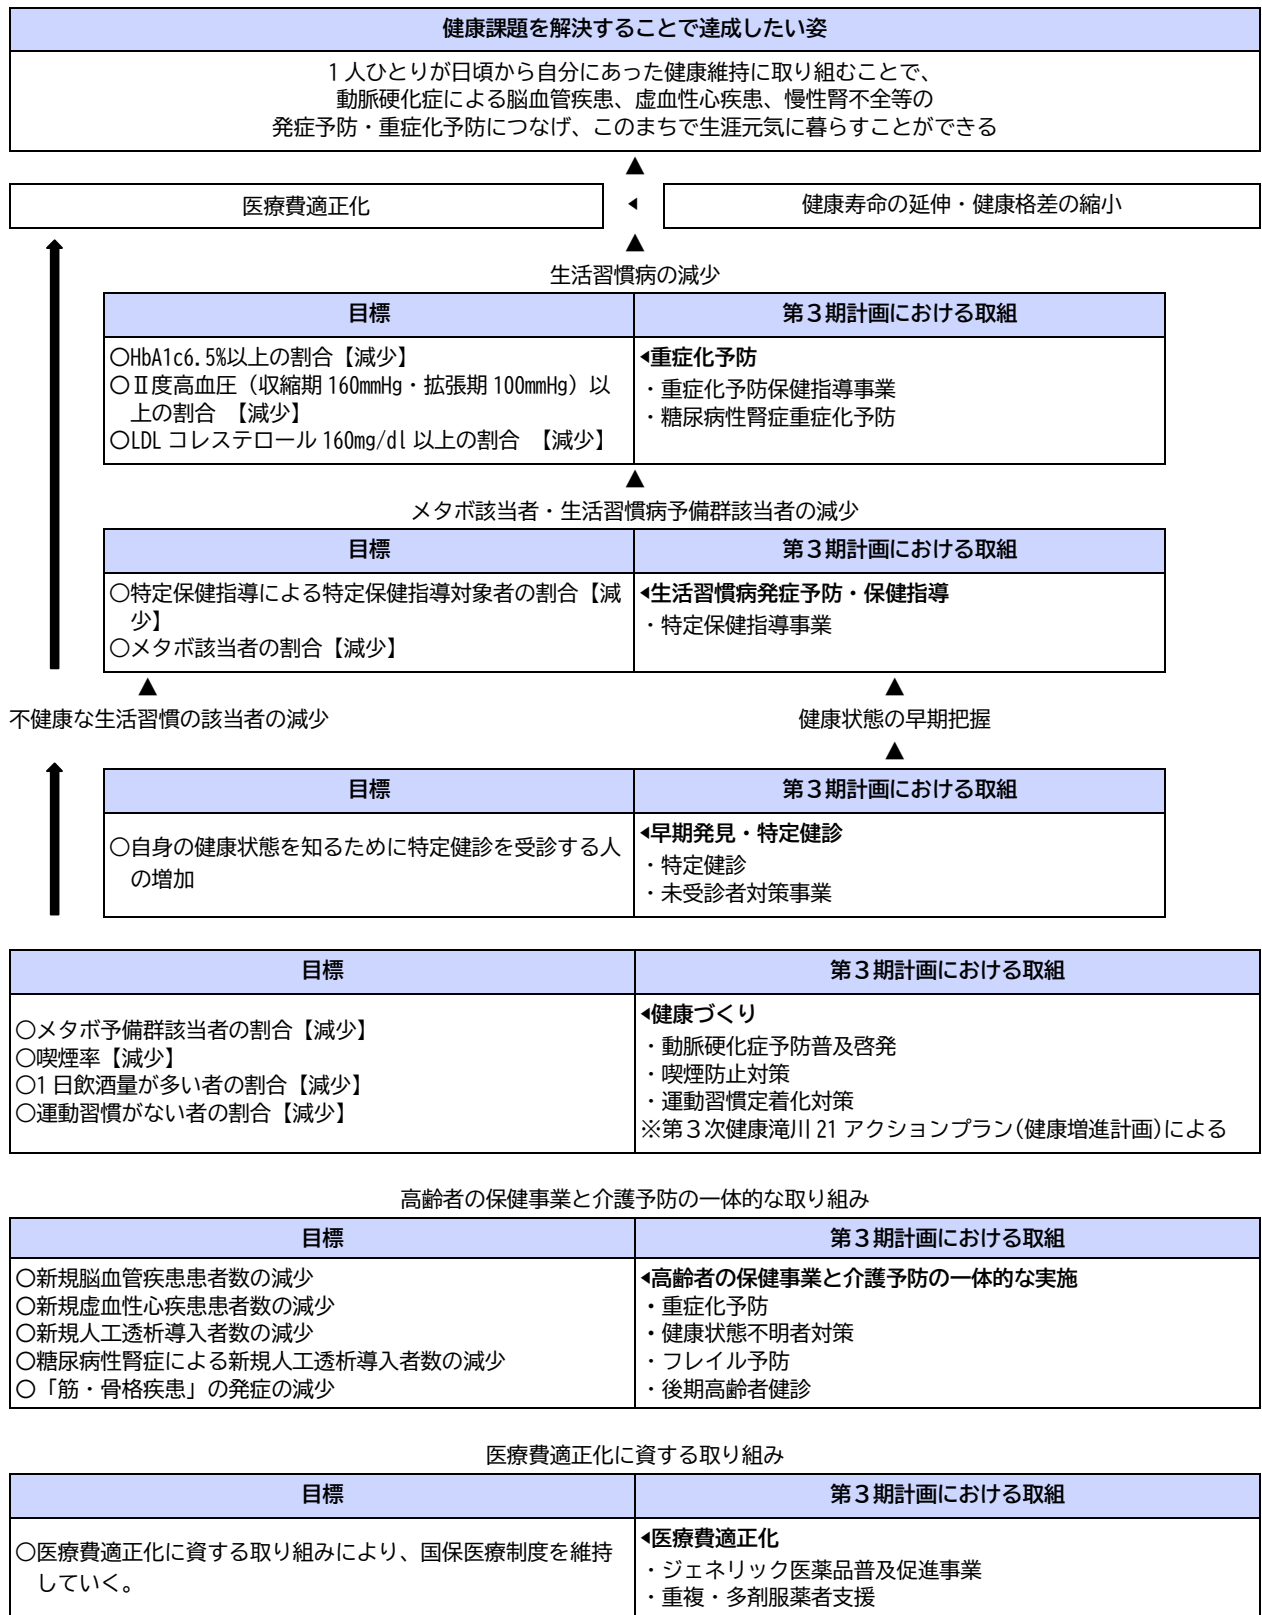 健康課題を解決することで達成したい姿
1人ひとりが日頃から自分にあった健康維持に取り組むことで、
動脈硬化症による脳血管疾患、虚血性心疾患、慢性腎不全等の
発症予防・重症化予防につなげ、このまちで生涯元気に暮らすことができる
▲
医療費適正化
◀
健康寿命の延伸・健康格差の縮小
▲
生活習慣病の減少
目標
第３期計画における取組
○HbA1c6.5%以上の割合【減少】
○Ⅱ度高血圧（収縮期160mmHg・拡張期100mmHg）以
上の割合　【減少】
○LDLコレステロール160mg/dl以上の割合　【減少】
◀重症化予防
・重症化予防保健指導事業
・糖尿病性腎症重症化予防
▲
メタボ該当者・生活習慣病予備群該当者の減少
目標
第３期計画における取組
○特定保健指導による特定保健指導対象者の割合【減
少】
○メタボ該当者の割合【減少】
◀生活習慣病発症予防・保健指導
・特定保健指導事業
▲
▲
不健康な生活習慣の該当者の減少
健康状態の早期把握
▲
目標
第３期計画における取組
○自身の健康状態を知るために特定健診を受診する人
の増加
◀早期発見・特定健診
・特定健診
・未受診者対策事業
目標
第３期計画における取組
○メタボ予備群該当者の割合【減少】
○喫煙率【減少】
○1日飲酒量が多い者の割合【減少】
○運動習慣がない者の割合【減少】
◀健康づくり
・動脈硬化症予防普及啓発
・喫煙防止対策
・運動習慣定着化対策
※第３次健康滝川21アクションプラン(健康増進計画)による
高齢者の保健事業と介護予防の一体的な取り組み
目標
第３期計画における取組
○新規脳血管疾患患者数の減少
○新規虚血性心疾患患者数の減少
○新規人工透析導入者数の減少
○糖尿病性腎症による新規人工透析導入者数の減少
○「筋・骨格疾患」の発症の減少
◀高齢者の保健事業と介護予防の一体的な実施
・重症化予防
・健康状態不明者対策
・フレイル予防
・後期高齢者健診
医療費適正化に資する取り組み
目標
第３期計画における取組
○医療費適正化に資する取り組みにより、国保医療制度を維持
していく。
◀医療費適正化
・ジェネリック医薬品普及促進事業
・重複・多剤服薬者支援